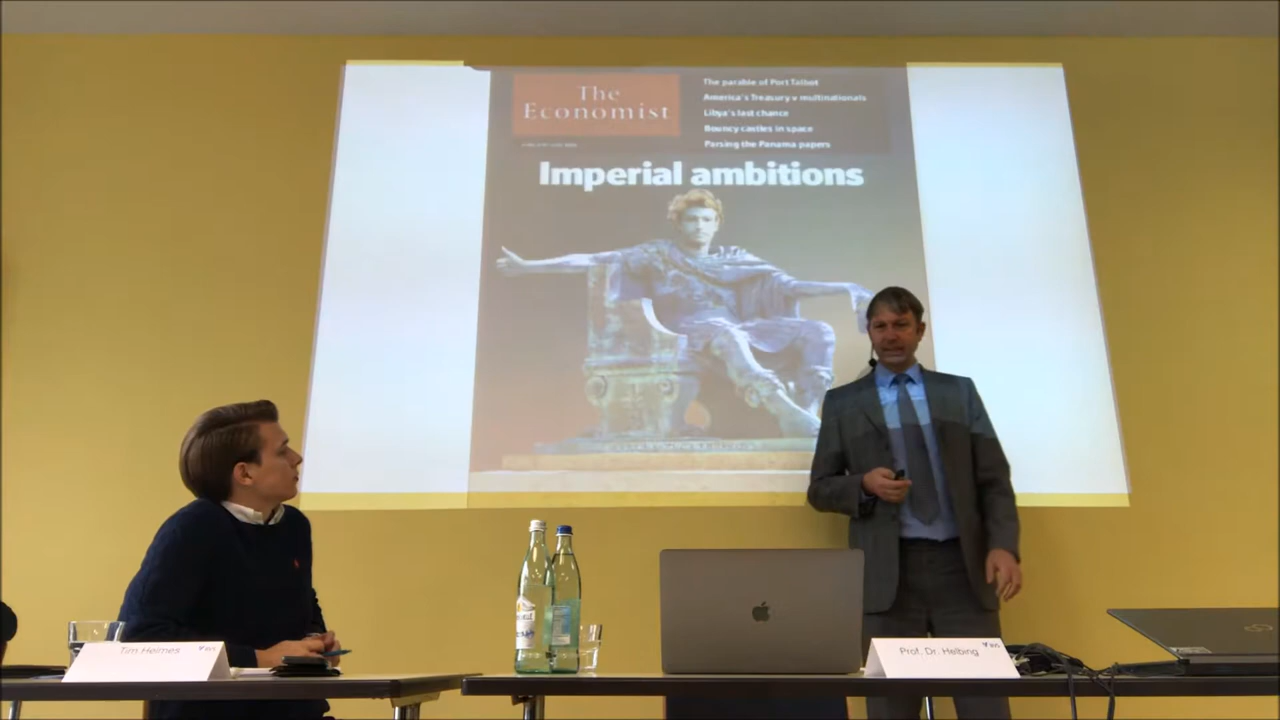 The
Economist
The parable of Port Talbot
America's Treasury v multinationals
Libya's last chance
Bouncy castles in space
Parsing the Panama papers
Imperial ambitions
Tim Heimes
Prof. Dr. Helbing